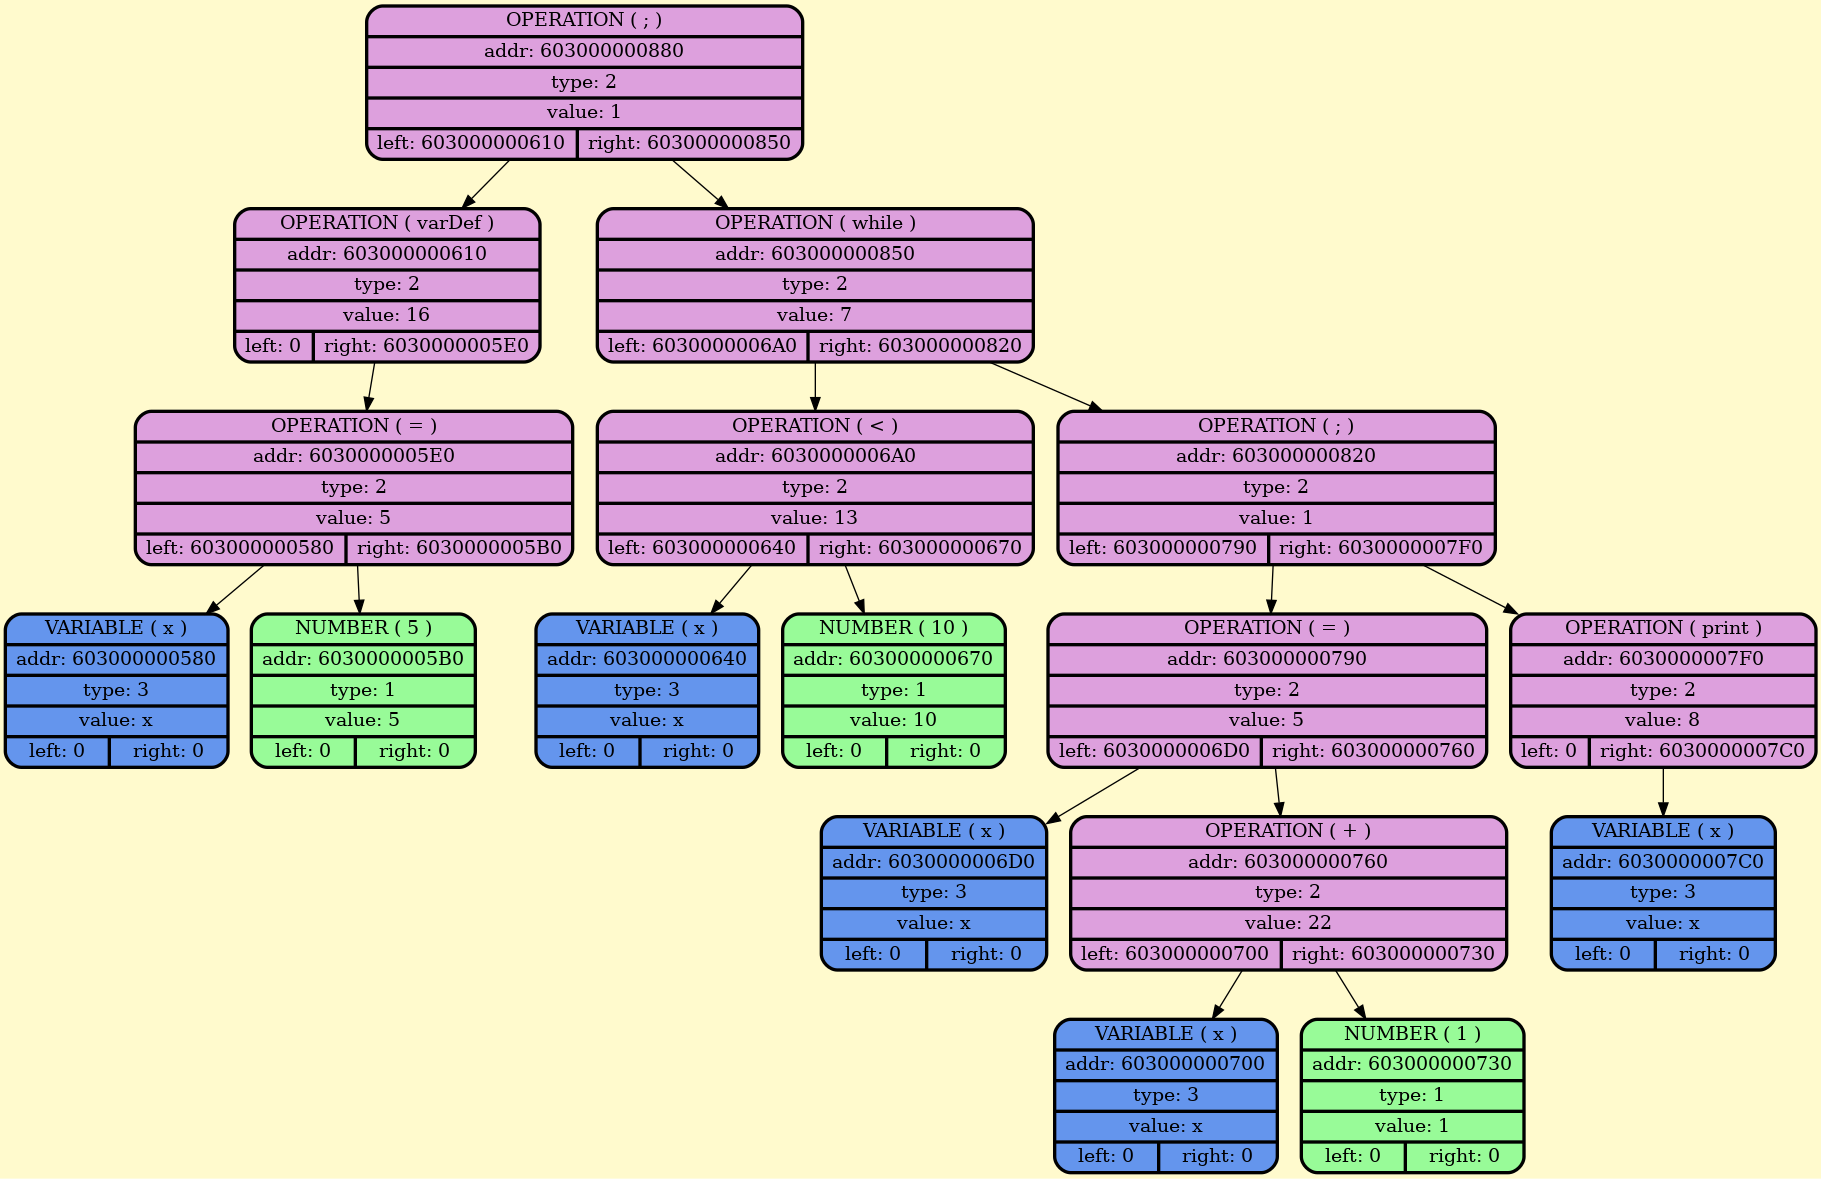 OPERATION ( ; )
addr: 603000000880
type: 2
value: 1
left: 603000000610 right: 603000000850
OPERATION ( varDef )
addr: 603000000610
type: 2
value: 16
left: 0 right: 6030000005E0
OPERATION ( while )
addr: 603000000850
type: 2
value: 7
left: 6030000006A0 right: 603000000820
OPERATION ( = )
addr: 6030000005E0
type: 2
value: 5
left: 603000000580 right: 6030000005B0
OPERATION ( < )
addr: 6030000006A0
type: 2
value: 13
left: 603000000640 right: 603000000670
OPERATION ( ; )
addr: 603000000820
type: 2
value: 1
left: 603000000790 right: 6030000007F0
VARIABLE ( x )
addr: 603000000580
type: 3
value: x
left: 0 right: 0
NUMBER ( 5 )
addr: 6030000005B0
type: 1
value: 5
left: 0 right: 0
VARIABLE ( x )
addr: 603000000640
type: 3
value: x
left: 0 right: 0
NUMBER ( 10 )
addr: 603000000670
type: 1
value: 10
left: 0 right: 0
OPERATION ( = )
addr: 603000000790
type: 2
value: 5
left: 6030000006D0 right: 603000000760
OPERATION ( print )
addr: 6030000007F0
type: 2
value: 8
left: 0 right: 6030000007C0
VARIABLE ( x )
addr: 6030000006D0
type: 3
value: x
left: 0 right: 0
OPERATION ( + )
addr: 603000000760
type: 2
value: 22
left: 603000000700 right: 603000000730
VARIABLE ( x )
addr: 6030000007C0
type: 3
value: x
left: 0 right: 0
VARIABLE ( x )
addr: 603000000700
type: 3
value: x
left: 0 right: 0
NUMBER ( 1 )
addr: 603000000730
type: 1
value: 1
left: 0 right: 0